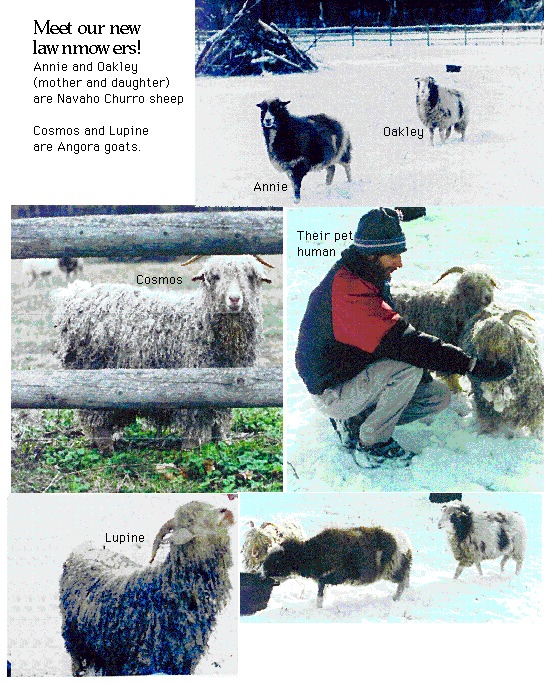 Meet our new
lawnmowers!
Annie and Oakley
(mother and daughter)
are Navaho Churro sheep
Cosmos and Lupine
are Angora goats.
Oakley
Annie
Cosmos
Their pet
human
Lupine